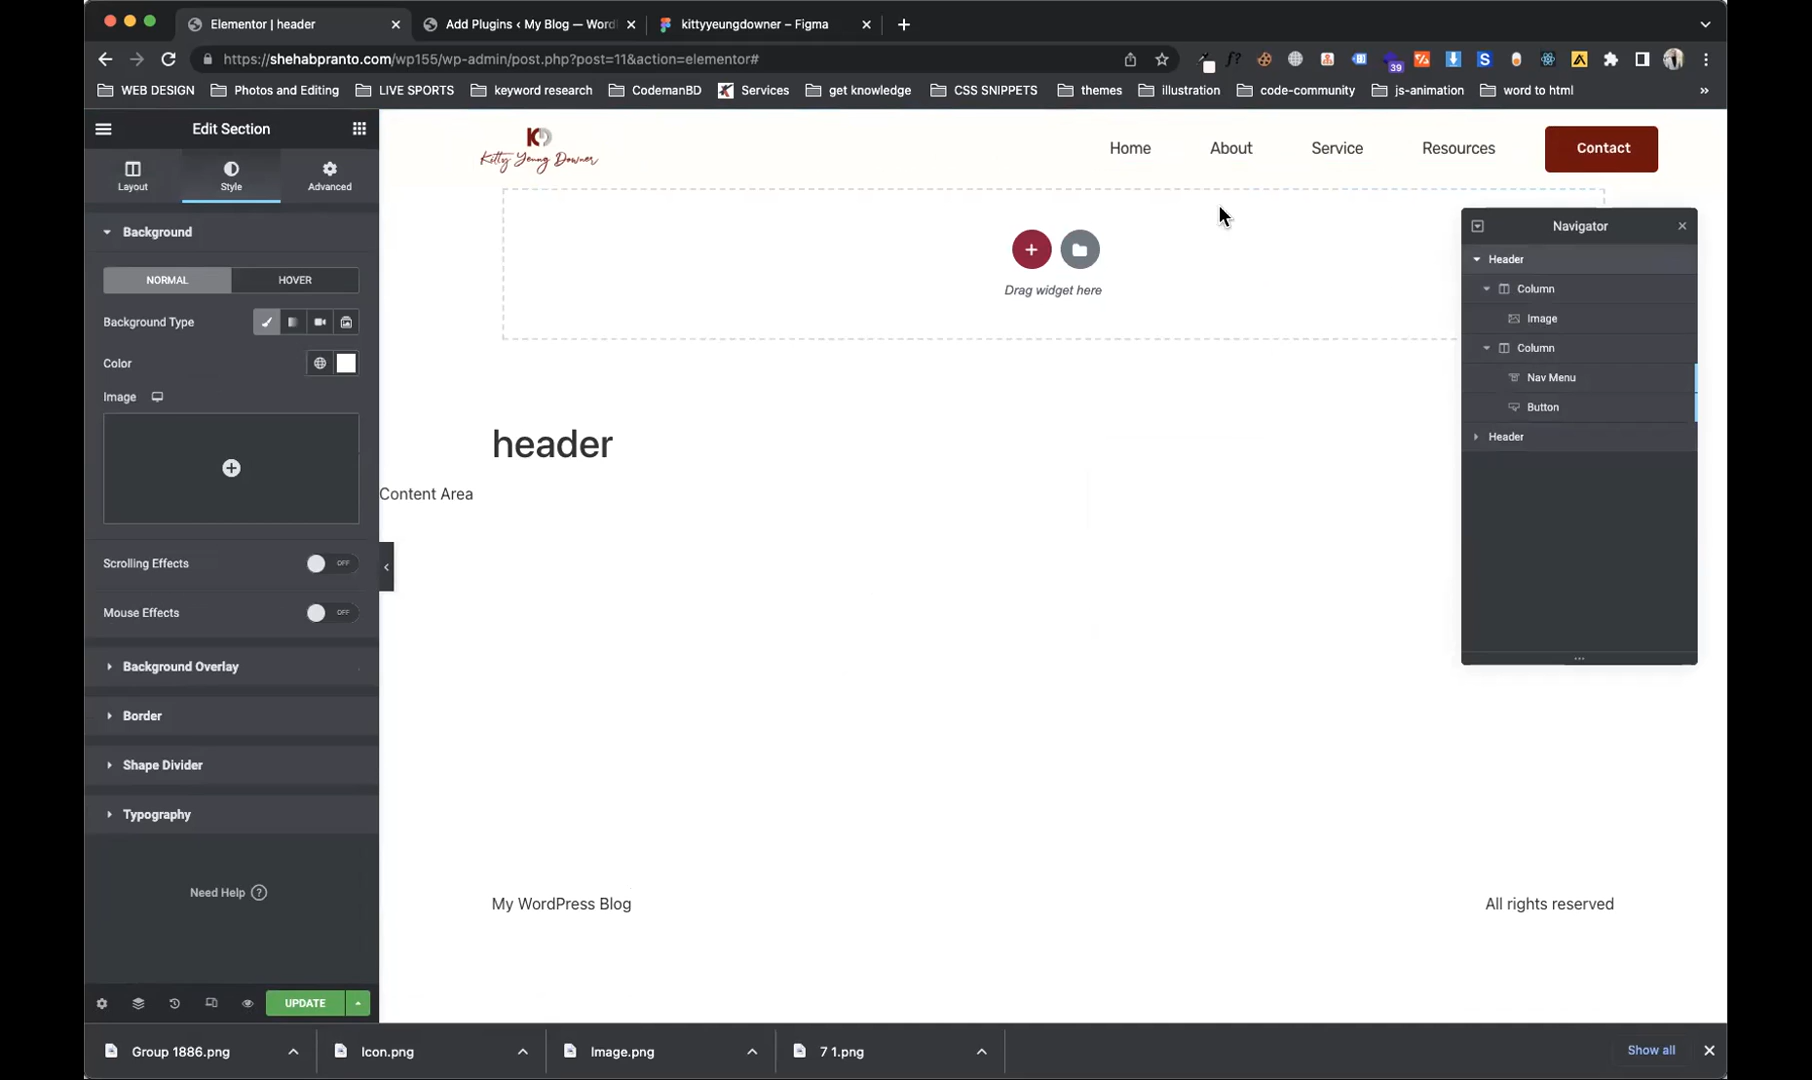 Elementor | header
Add Plugins ‹ My Blog — Word
kittyyeungdowner – Figma
https://shehabpranto.com/wp155/wp-admin/post.php?post=11&action=elementor#
f?
39
S
WEB DESIGN
Photos and Editing
LIVE SPORTS
keyword research
CodemanBD
Services
get knowledge
CSS SNIPPETS
themes
illustration
code-community
js-animation
word to html
»
Edit Section
Layout
Style
Advanced
Background
NORMAL
HOVER
Background Type
Color
Image
Scrolling Effects
OFF
Mouse Effects
OFF
Background Overlay
Border
Shape Divider
Typography
Need Help ?
UPDATE
KD
Kitty Yeung Downer
Home
About
Service
Resources
Contact
Drag widget here
header
Content Area
My WordPress Blog
All rights reserved
Navigator
Header
Column
Image
Column
Nav Menu
Button
Header
Group 1886.png
Icon.png
Image.png
7 1.png
Show all